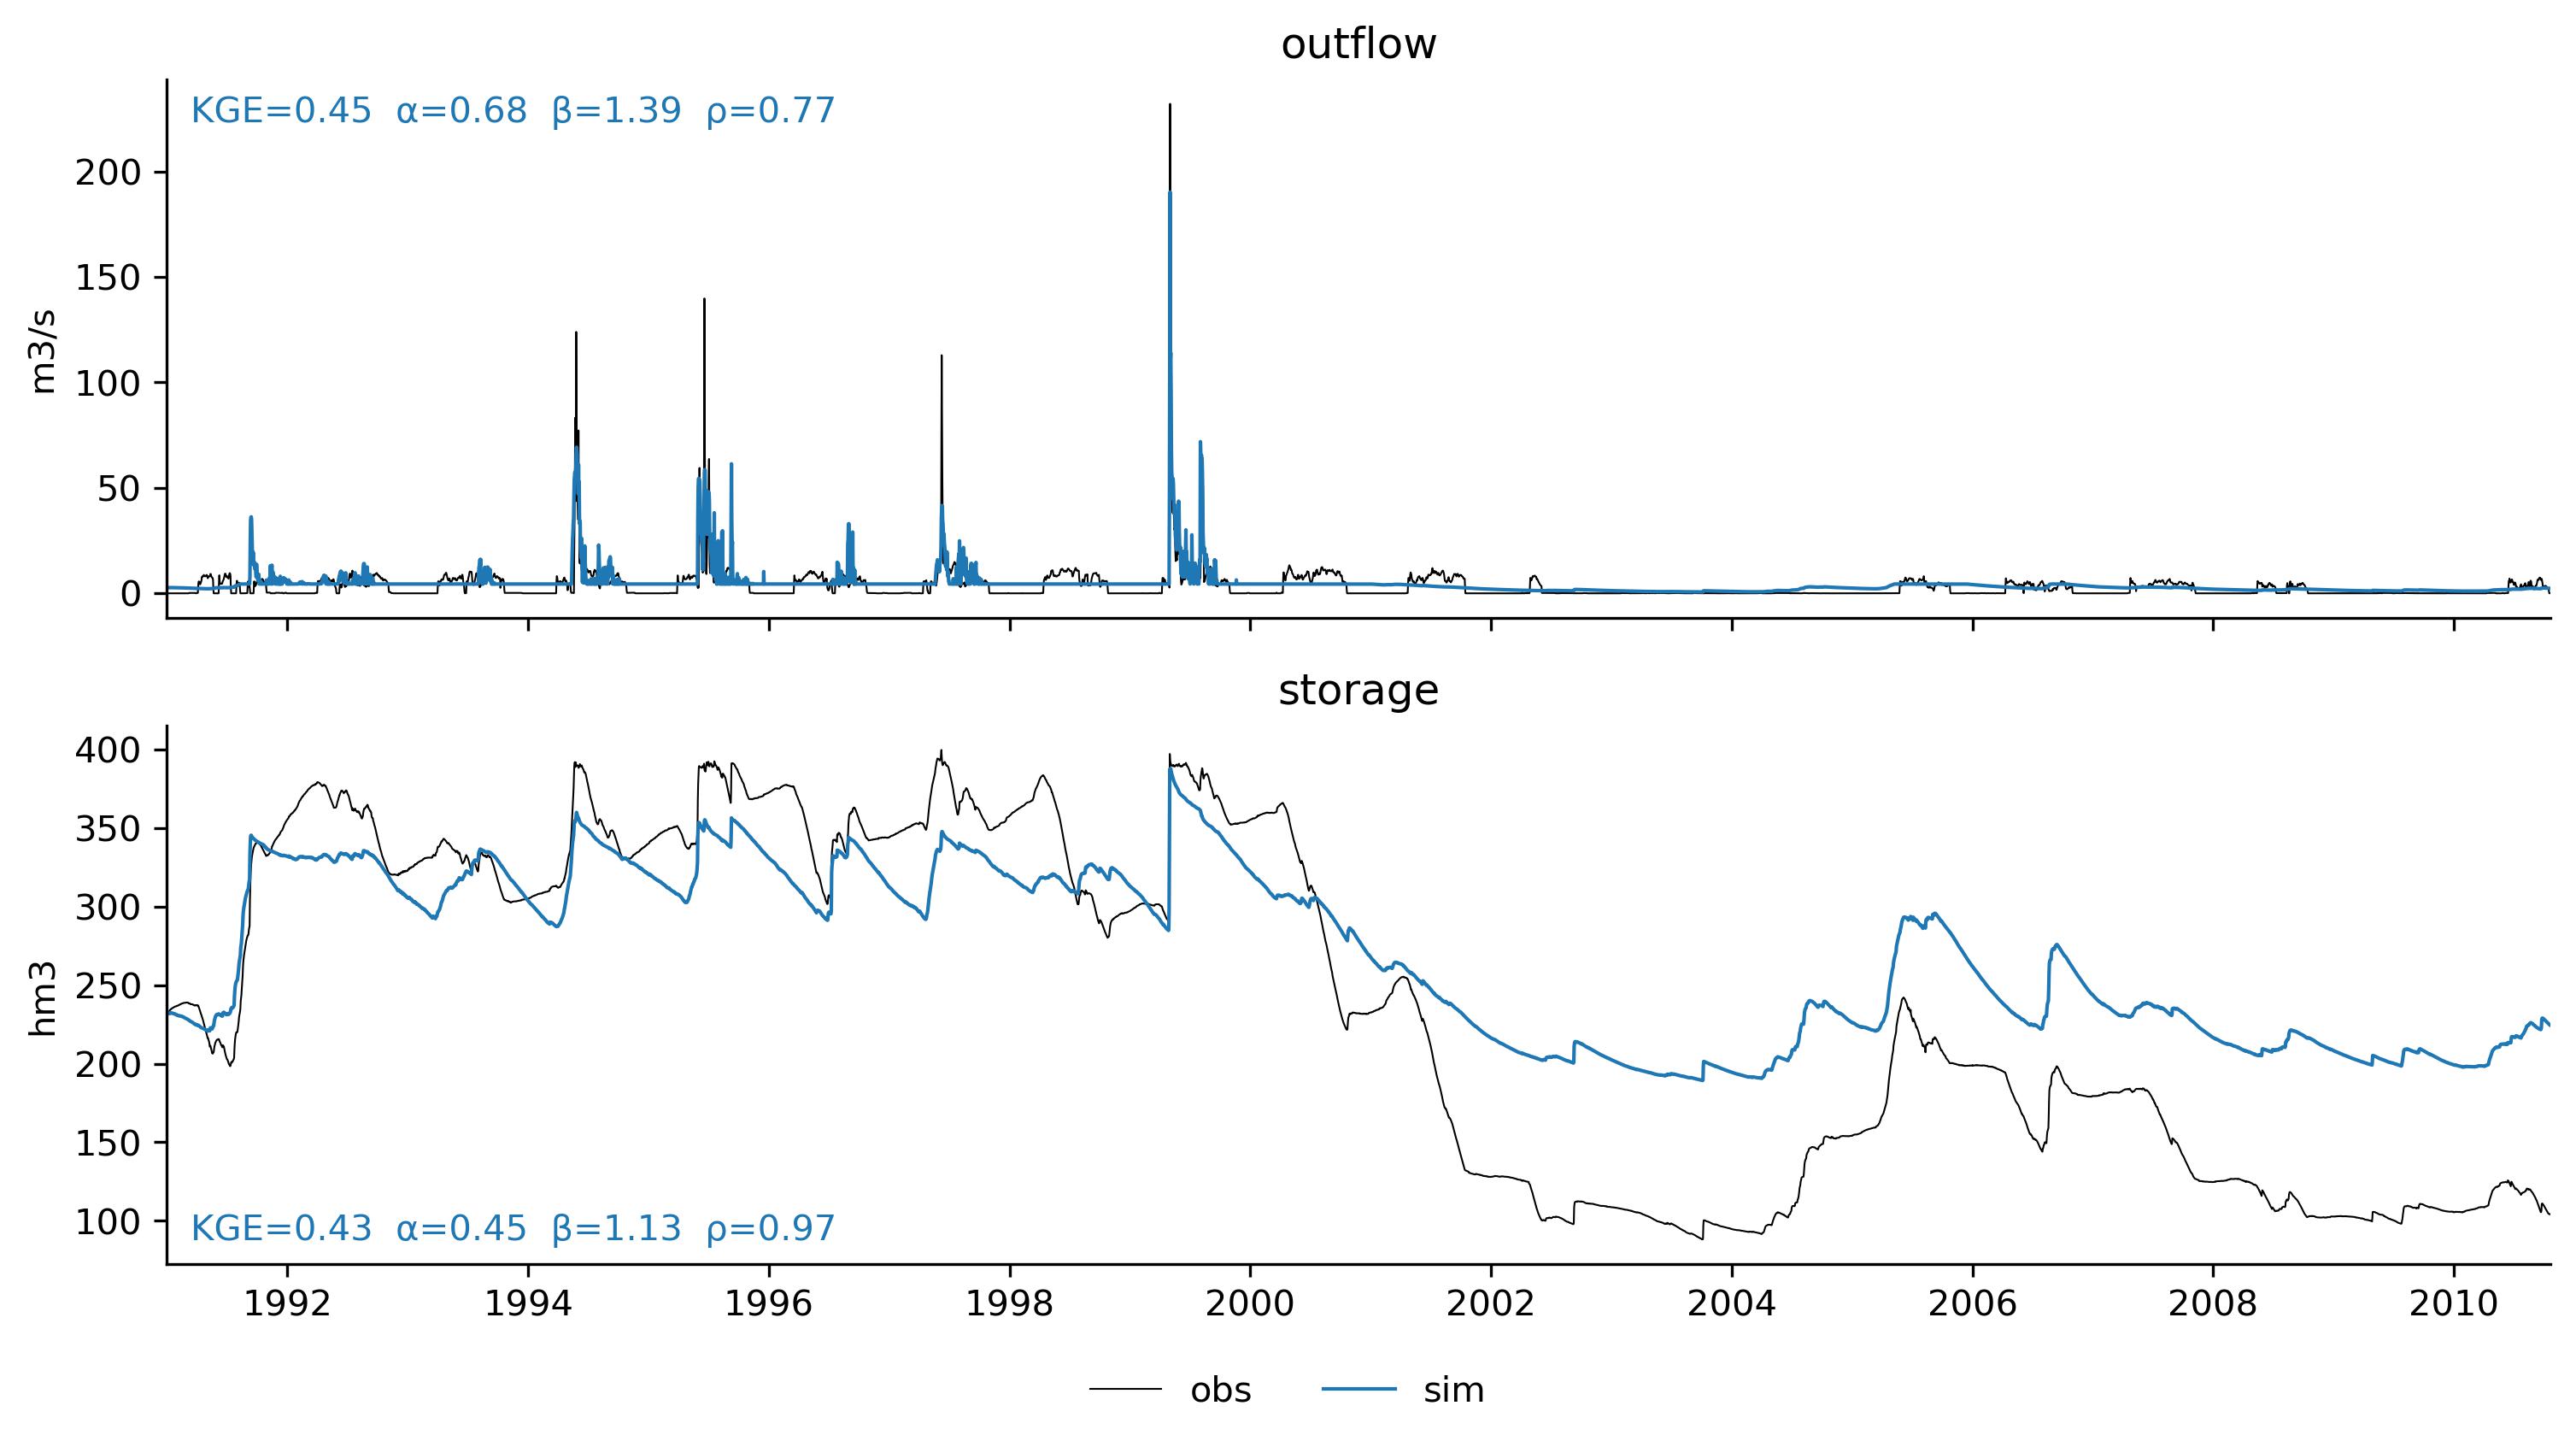 outflow
KGE=0.45 α=0.68 β=1.39 ρ=0.77
200
150
100
50
0
m3/s
storage
400
350
300
250
200
150
100
hm3
KGE=0.43 α=0.45 β=1.13 ρ=0.97
1992 1994 1996 1998 2000 2002 2004 2006 2008 2010
obs sim